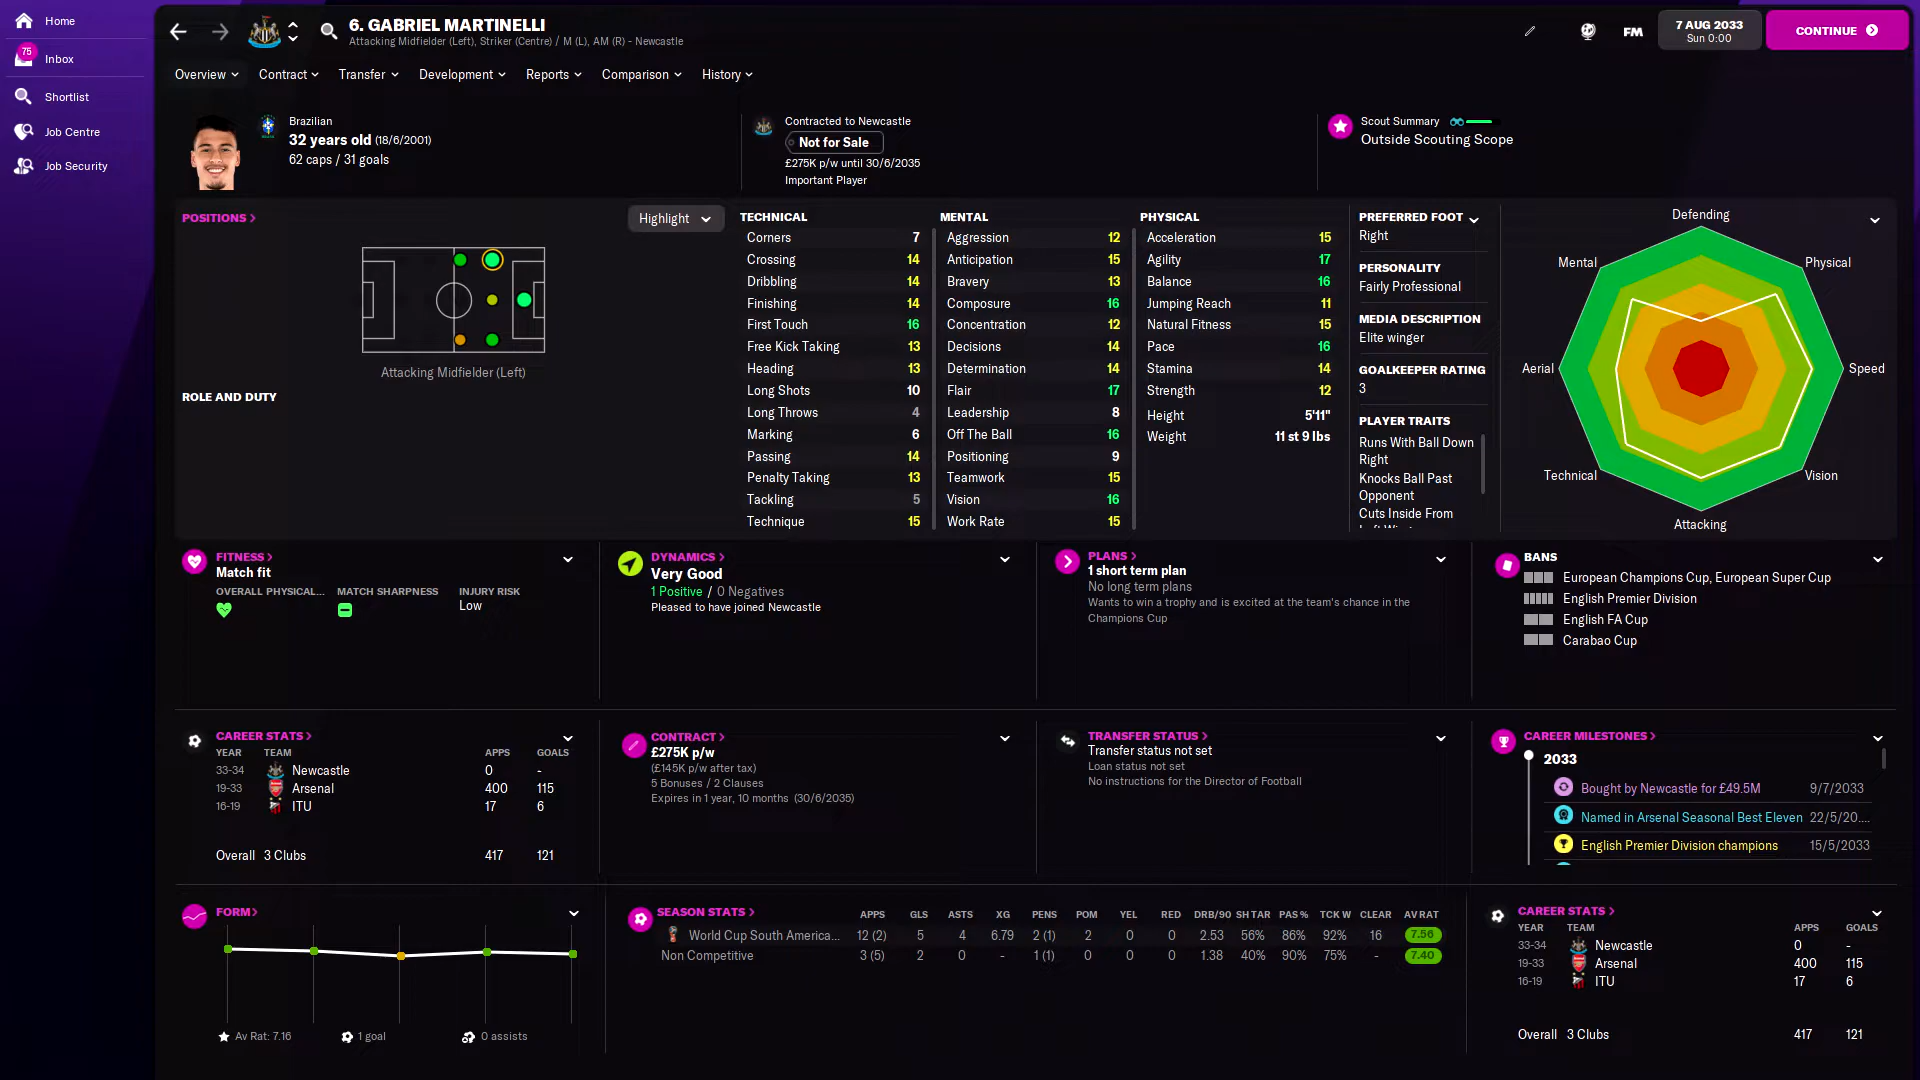 Home
75
Inbox
Shortlist
Job Centre
Job Security
6. GABRIEL MARTINELLI
Attacking Midfielder (Left), Striker (Centre) / M (L), AM (R) - Newcastle
FM
7 AUG 2033
Sun 0:00
CONTINUE
Overview
Contract
Transfer
Development
Reports
Comparison
History
Brazilian
32 years old (18/6/2001)
62 caps / 31 goals
Contracted to Newcastle
Not for Sale
£275K p/w until 30/6/2035
Important Player
Scout Summary
Outside Scouting Scope
POSITIONS >
Highlight
Attacking Midfielder (Left)
ROLE AND DUTY
TECHNICAL
Corners 7
Crossing 14
Dribbling 14
Finishing 14
First Touch 16
Free Kick Taking 13
Heading 13
Long Shots 10
Long Throws 4
Marking 6
Passing 14
Penalty Taking 13
Tackling 5
Technique 15
MENTAL
Aggression 12
Anticipation 15
Bravery 13
Composure 16
Concentration 12
Decisions 14
Determination 14
Flair 17
Leadership 8
Off The Ball 16
Positioning 9
Teamwork 15
Vision 16
Work Rate 15
PHYSICAL
Acceleration 15
Agility 17
Balance 16
Jumping Reach 11
Natural Fitness 15
Pace 16
Stamina 14
Strength 12
Height 5'11"
Weight 11 st 9 lbs
PREFERRED FOOT
Right
PERSONALITY
Fairly Professional
MEDIA DESCRIPTION
Elite winger
GOALKEEPER RATING
3
PLAYER TRAITS
Runs With Ball Down
Right
Knocks Ball Past
Opponent
Cuts Inside From
Defending
Physical
Speed
Vision
Attacking
Technical
Aerial
Mental
FITNESS >
Match fit
OVERALL PHYSICAL... MATCH SHARPNESS INJURY RISK
Low
DYNAMICS >
Very Good
1 Positive / 0 Negatives
Pleased to have joined Newcastle
PLANS >
1 short term plan
No long term plans
Wants to win a trophy and is excited at the team's chance in the
Champions Cup
BANS
European Champions Cup, European Super Cup
English Premier Division
English FA Cup
Carabao Cup
CAREER STATS >
YEAR TEAM APPS GOALS
33-34 Newcastle 0 -
19-33 Arsenal 400 115
16-19 ITU 17 6
Overall 3 Clubs 417 121
CONTRACT >
£275K p/w
(£145K p/w after tax)
5 Bonuses / 2 Clauses
Expires in 1 year, 10 months (30/6/2035)
TRANSFER STATUS >
Transfer status not set
Loan status not set
No instructions for the Director of Football
CAREER MILESTONES >
2033
Bought by Newcastle for £49.5M 9/7/2033
Named in Arsenal Seasonal Best Eleven 22/5/20....
English Premier Division champions 15/5/2033
FORM >
Av Rat: 7.16
1 goal
0 assists
SEASON STATS > APPS GLS ASTS XG PENS POM YEL RED DRB/90 SH TAR PAS % TCK W CLEAR AV RAT
World Cup South America... 12 (2) 5 4 6.79 2 (1) 2 0 0 2.53 56% 86% 92% 16 7.56
Non Competitive 3 (5) 2 0 - 1 (1) 0 0 0 1.38 40% 90% 75% - 7.40
CAREER STATS >
YEAR TEAM APPS GOALS
33-34 Newcastle 0 -
19-33 Arsenal 400 115
16-19 ITU 17 6
Overall 3 Clubs 417 121